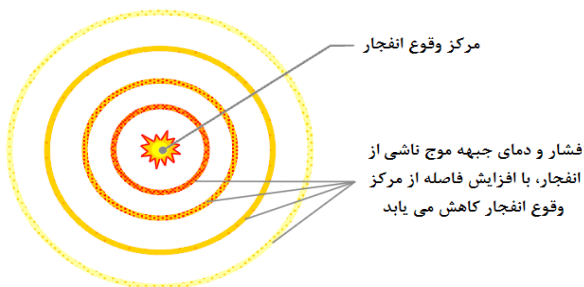 مرکز وقوع انفجار
فشار و دمای جبهه موج ناشی از
انفجار، با افزایش فاصله از مرکز
وقوع انفجار کاهش می یابد